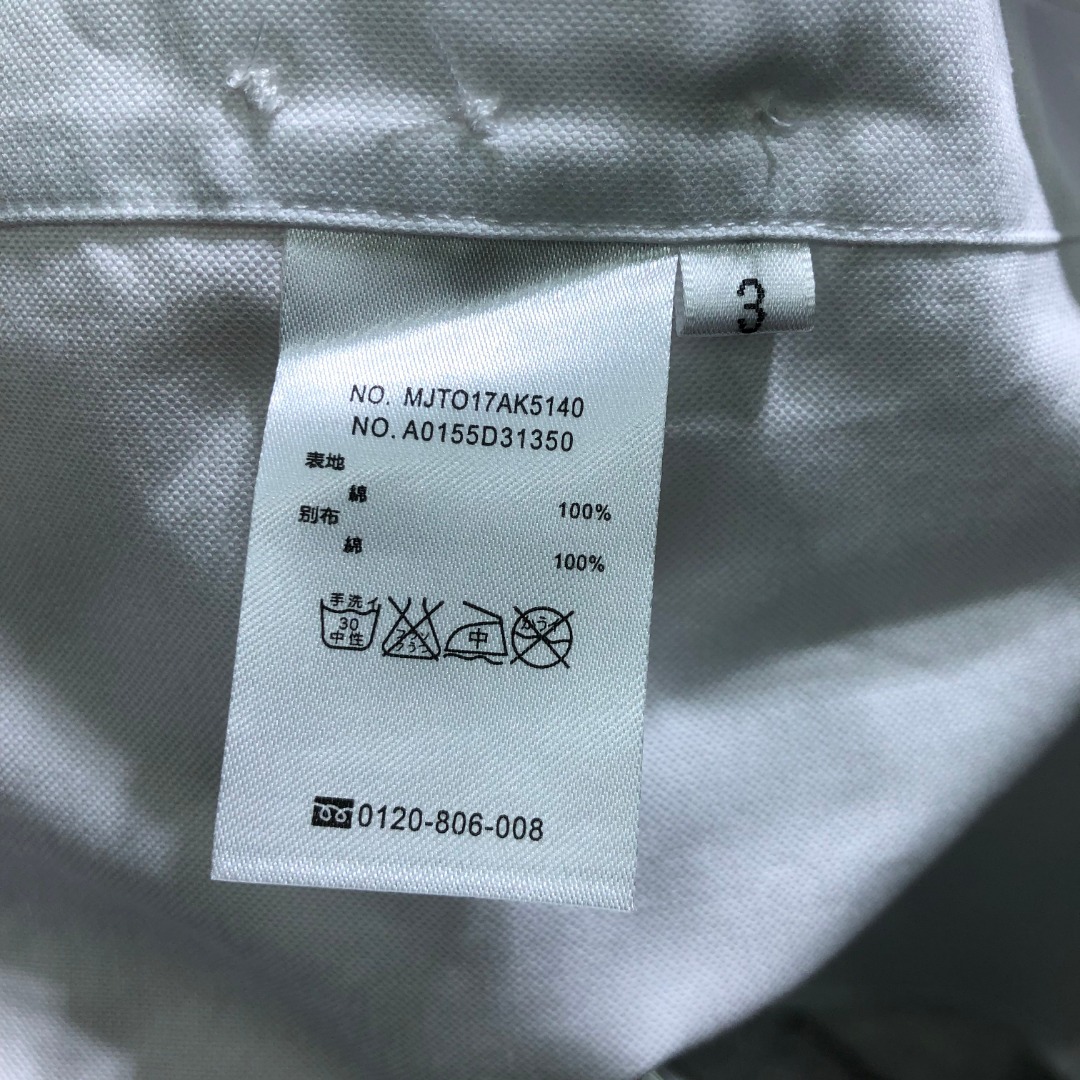 3
NO. MJTO17AK5140
NO. A0155D31350
表地
綿 100%
別布
綿 100%
手洗イ
30
中性
中
0120-806-008